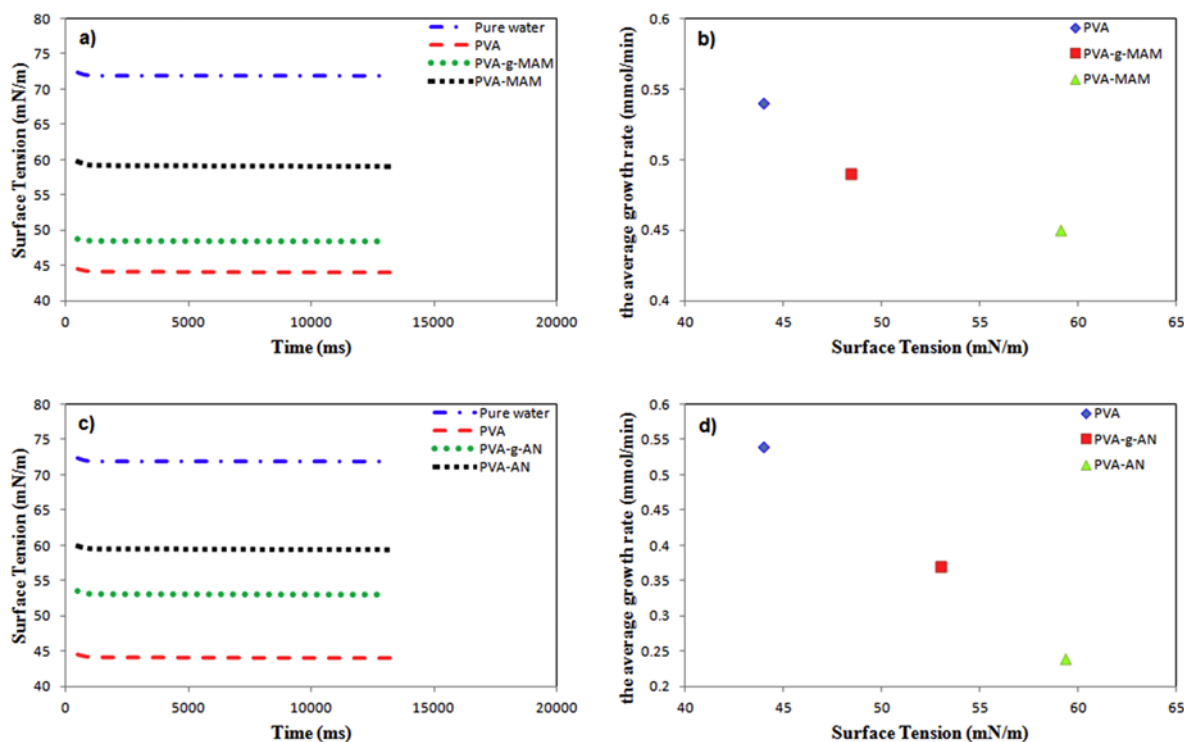 a)
Surface Tension (mN/m)
80
75
70
65
60
55
50
45
40
0
5000
10000
15000
20000
Time (ms)
Pure water
PVA
PVA-g-MAM
PVA-MAM
b)
the average growth rate (mmol/min)
0.6
0.55
0.5
0.45
0.4
40
45
50
55
60
65
Surface Tension (mN/m)
PVA
PVA-g-MAM
PVA-MAM
c)
Surface Tension (mN/m)
80
75
70
65
60
55
50
45
40
0
5000
10000
15000
20000
Time (ms)
Pure water
PVA
PVA-g-AN
PVA-AN
d)
the average growth rate (mmol/min)
0.6
0.55
0.5
0.45
0.4
0.35
0.3
0.25
0.2
40
45
50
55
60
65
Surface Tension (mN/m)
PVA
PVA-g-AN
PVA-AN